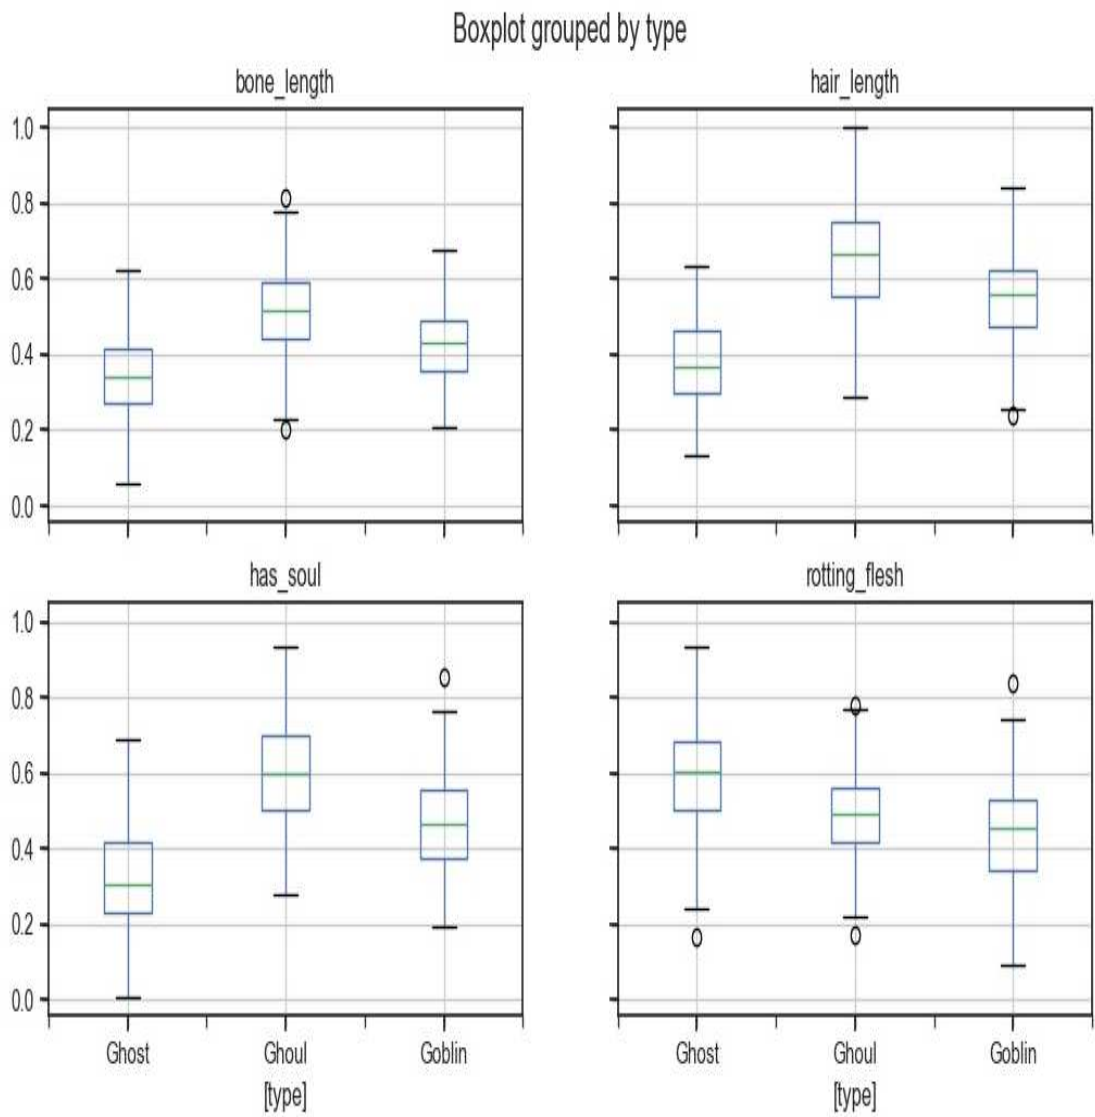 Boxplot grouped by type
bone_length
hair_length
1.0
0.8
0.6
0.4
0.2
0.0
has_soul
rotting_flesh
1.0
0.8
0.6
0.4
0.2
0.0
Ghost Ghoul Goblin
Ghost Ghoul Goblin
[type]
[type]